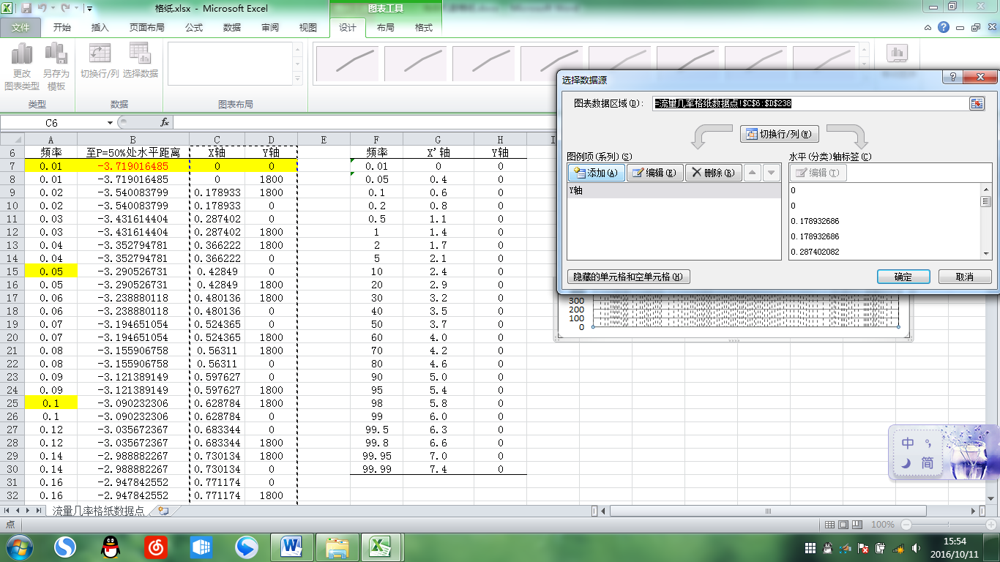 格纸.xlsx - Microsoft Excel
图表工具
文件 开始 插入 页面布局 公式 数据 审阅 视图 设计 布局 格式
更改图表类型 另存为模板 切换行/列 选择数据
类型 数据 图表布局
C6 fx
A B C D E F G H I
6 频率 至P=50%处水平距离 X轴 Y轴 频率 X'轴 Y轴
7 0.01 -3.719016485 0 0 0.01 0 0
8 0.01 -3.719016485 0 1800 0.05 0.4 0
9 0.02 -3.540083799 0.178933 1800 0.1 0.6 0
10 0.02 -3.540083799 0.178933 0 0.2 0.8 0
11 0.03 -3.431614404 0.287402 0 0.5 1.1 0
12 0.03 -3.431614404 0.287402 1800 1 1.4 0
13 0.04 -3.352794781 0.366222 1800 2 1.7 0
14 0.04 -3.352794781 0.366222 0 5 2.1 0
15 0.05 -3.290526731 0.42849 0 10 2.4 0
16 0.05 -3.290526731 0.42849 1800 20 2.9 0
17 0.06 -3.238880118 0.480136 1800 30 3.2 0
18 0.06 -3.238880118 0.480136 0 40 3.5 0
19 0.07 -3.194651054 0.524365 0 50 3.7 0
20 0.07 -3.194651054 0.524365 1800 60 4.0 0
21 0.08 -3.155906758 0.56311 1800 70 4.2 0
22 0.08 -3.155906758 0.56311 0 80 4.6 0
23 0.09 -3.121389149 0.597627 0 90 5.0 0
24 0.09 -3.121389149 0.597627 1800 95 5.4 0
25 0.1 -3.090232306 0.628784 1800 98 5.8 0
26 0.1 -3.090232306 0.628784 0 99 6.0 0
27 0.12 -3.035672367 0.683344 0 99.5 6.3 0
28 0.12 -3.035672367 0.683344 1800 99.8 6.6 0
29 0.14 -2.988882267 0.730134 1800 99.95 7.0 0
30 0.14 -2.988882267 0.730134 0 99.99 7.4 0
31 0.16 -2.947842552 0.771174 0
32 0.16 -2.947842552 0.771174 1800
选择数据源
图表数据区域(D): =流量几率格纸数据点!$C$6:$D$238
切换行/列(W)
图例项(系列)(S) 水平(分类)轴标签(C)
添加(A) 编辑(E) 删除(R) 编辑(T)
Y轴
0
0
0.178932686
0.178932686
0.287402082
隐藏的单元格和空单元格(H) 确定 取消
300
200
100
0
中 简
流量几率格纸数据点
点 100%
15:54
2016/10/11